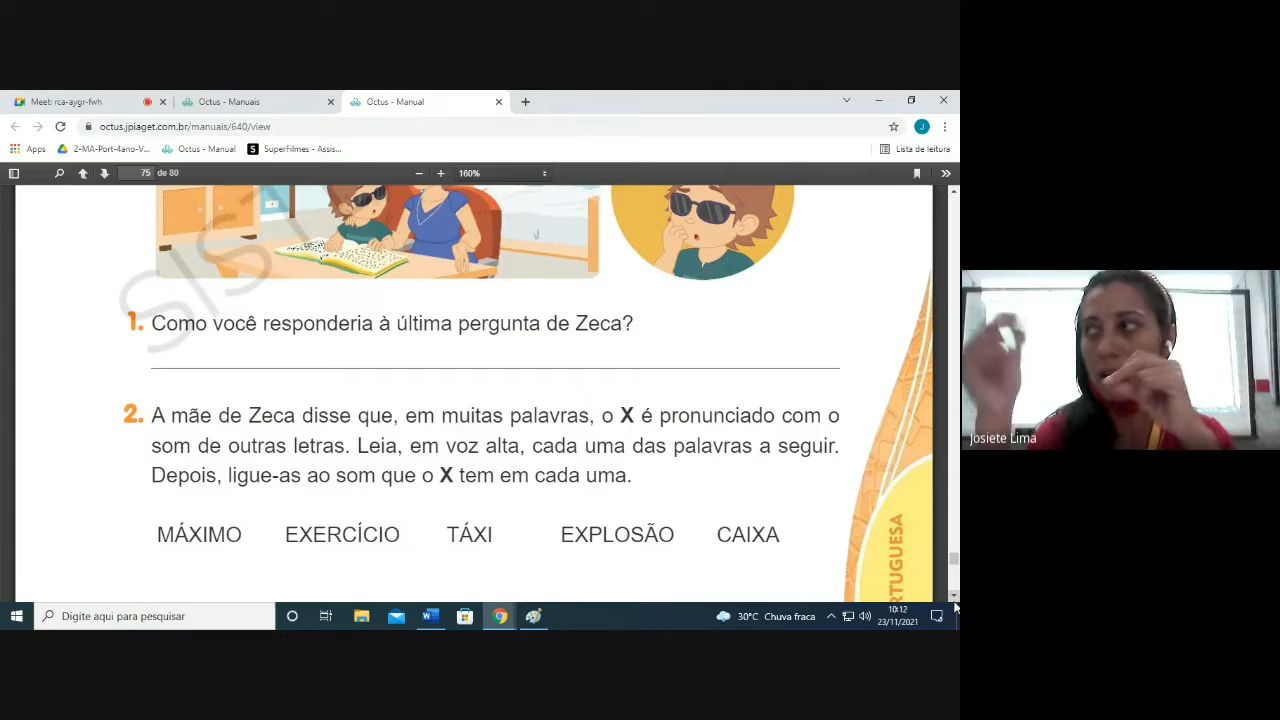 Meet: rca-aygr-fwh
Octus - Manuais
Octus - Manual
octus.jpiaget.com.br/manuais/640/view
J
Apps
2-MA-Port-4ano-V...
Octus - Manual
S SuperFilmes - Assis...
Lista de leitura
75 de 80
160%
SIST
1. Como você responderia à última pergunta de Zeca?
2. A mãe de Zeca disse que, em muitas palavras, o X é pronunciado com o
som de outras letras. Leia, em voz alta, cada uma das palavras a seguir.
Depois, ligue-as ao som que o X tem em cada uma.
MÁXIMO EXERCÍCIO TÁXI EXPLOSÃO CAIXA
RTUGUESA
Josiete Lima
Digite aqui para pesquisar
30°C Chuva fraca
10:12
23/11/2021